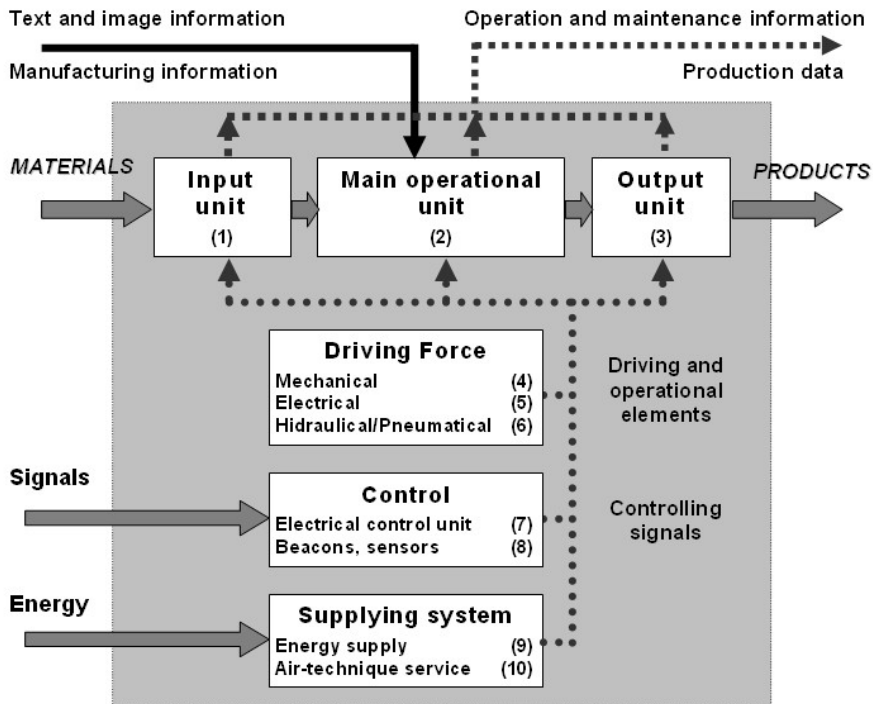 Text and image information
Operation and maintenance information
Manufacturing information
Production data
MATERIALS
PRODUCTS
Input
unit
(1)
Main operational
unit
(2)
Output
unit
(3)
Driving Force
Mechanical (4)
Electrical (5)
Hidraulical/Pneumatical (6)
Driving and
operational
elements
Signals
Control
Electrical control unit (7)
Beacons, sensors (8)
Controlling
signals
Energy
Supplying system
Energy supply (9)
Air-technique service (10)